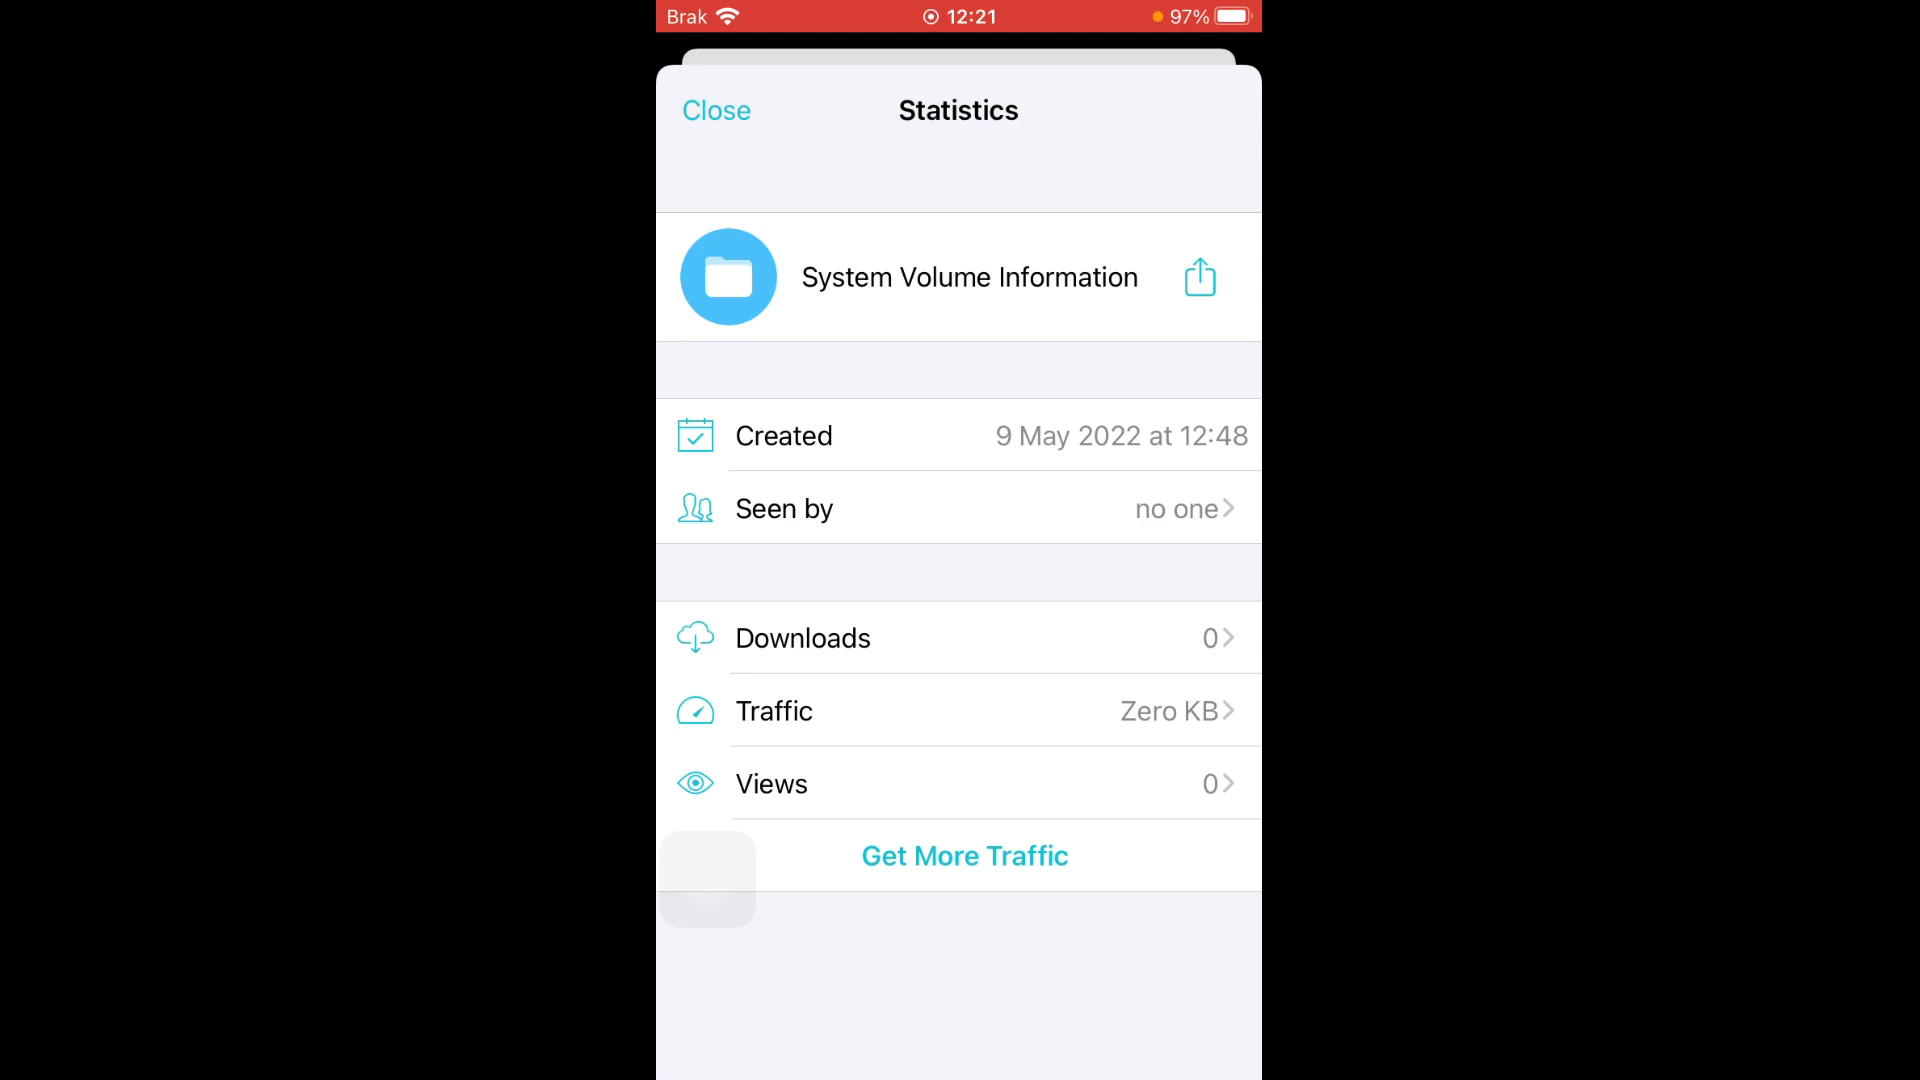 Brak 12:21 97%
Close Statistics
System Volume Information
Created 9 May 2022 at 12:48
Seen by no one
Downloads 0
Traffic Zero KB
Views 0
Get More Traffic